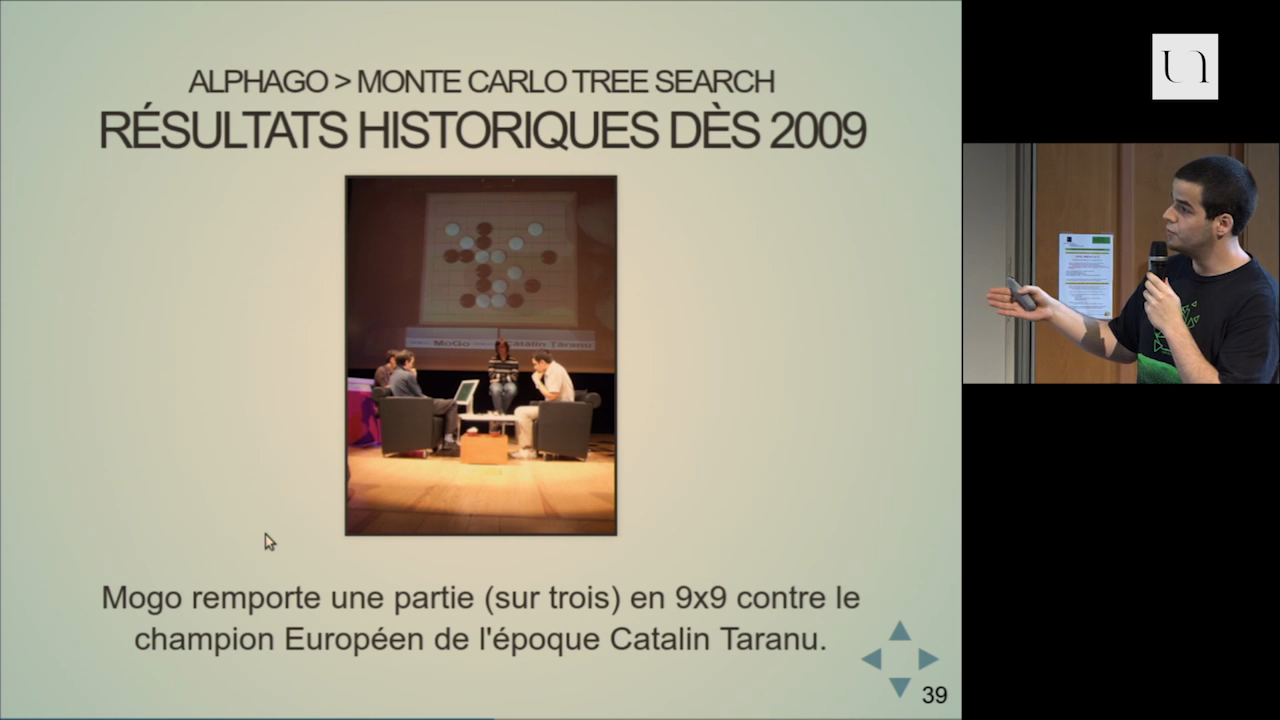 ALPHAGO > MONTE CARLO TREE SEARCH
RÉSULTATS HISTORIQUES DÈS 2009
MoGo Catalin Taranu
Mogo remporte une partie (sur trois) en 9x9 contre le
champion Européen de l'époque Catalin Taranu.
39